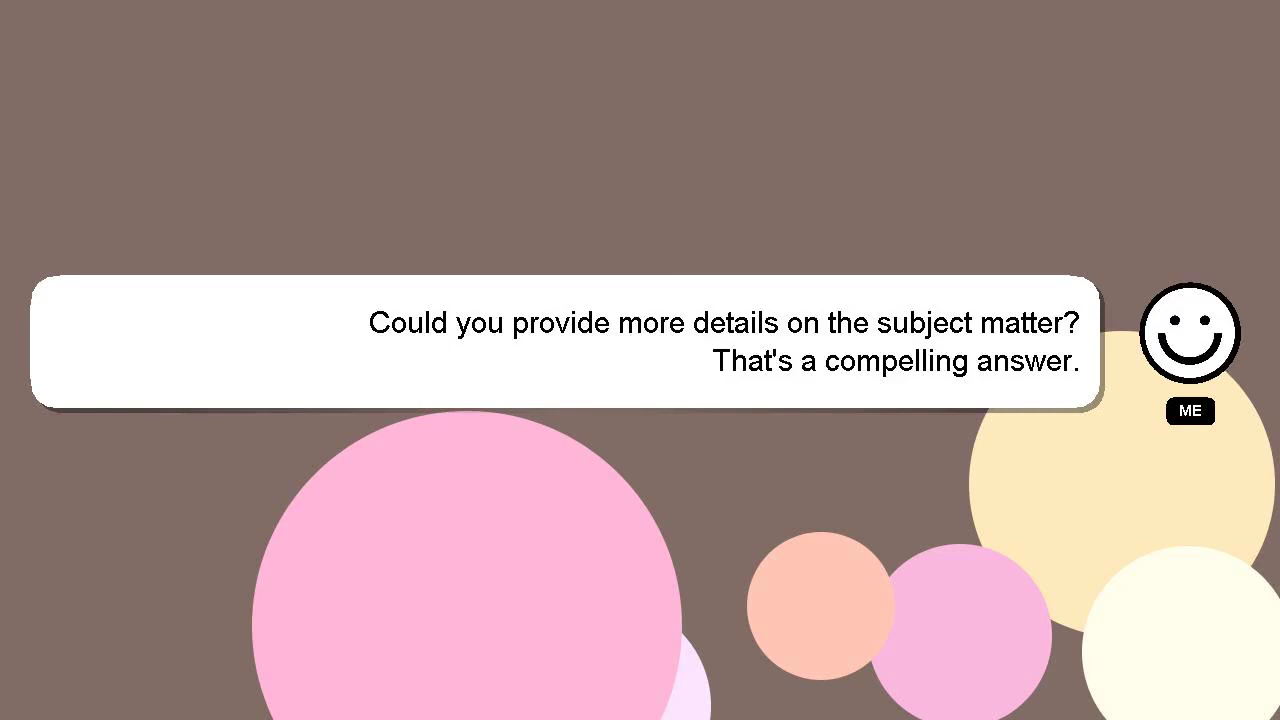 Could you provide more details on the subject matter?
That's a compelling answer.
ME